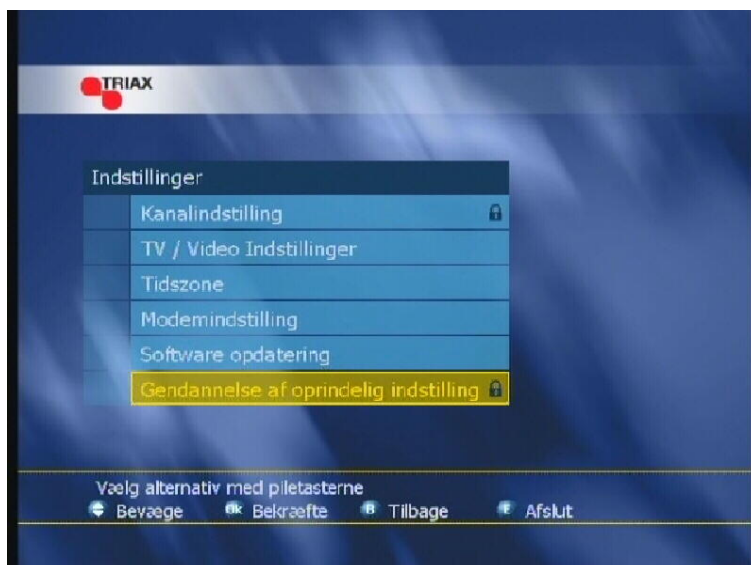 TRIAX
Indstillinger
Kanalindstilling
TV / Video Indstillinger
Tidszone
Modemindstilling
Software opdatering
Gendannelse af oprindelig indstilling
Vælg alternativ med piletasterne
Bevæge Ok Bekræfte B Tilbage E Afslut